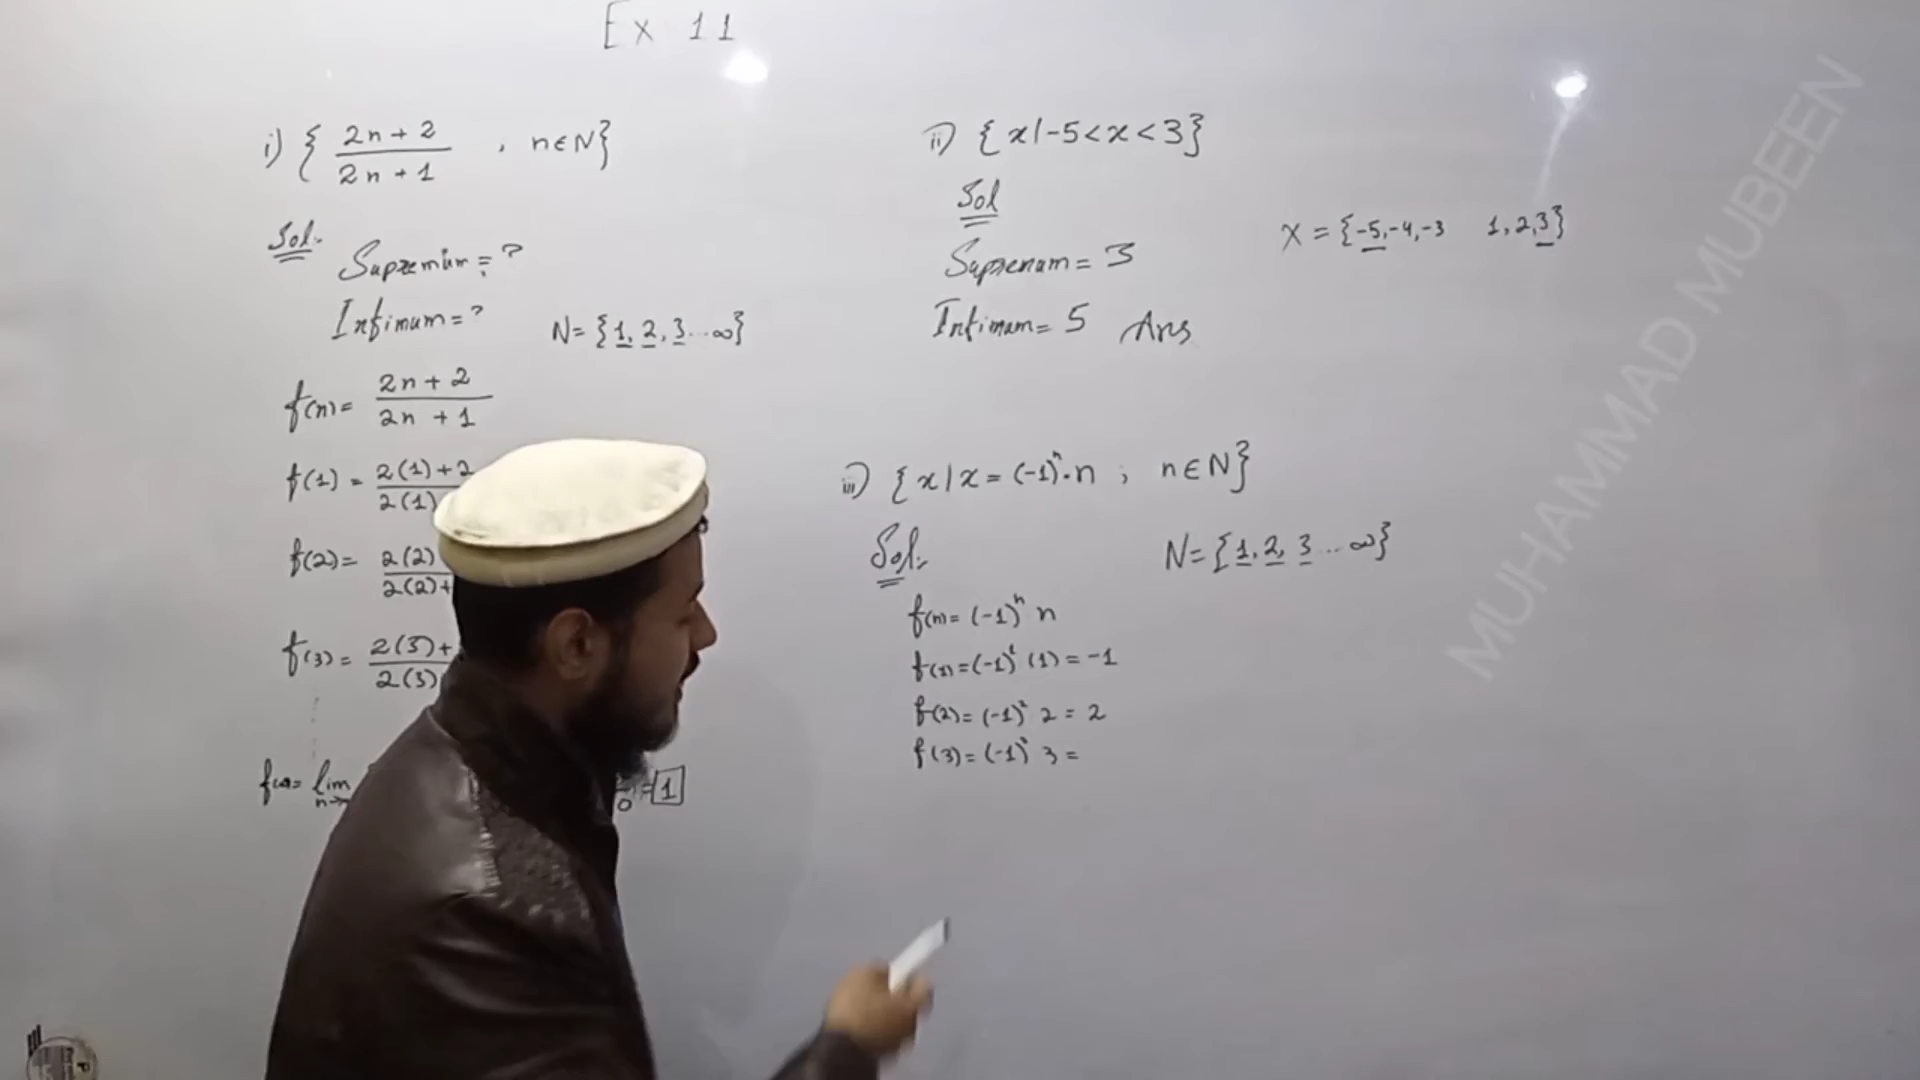 Ex 11
i) { 2n+2 / 2n+1 , n∈N}
Sol:
Supremum = ?
Infimum = ?
N = {1, 2, 3 ... ∞}
f(n) = 2n+2 / 2n+1
f(1) = 2(1)+2 / 2(1)
f(2) = 2(2) / 2(2)+
f(3) = 2(3)+ / 2(3)
lim n→
0 = 1
ii) {x/-5<x<3}
Sol
X = {-5,-4,-3 1,2,3}
Supremum = 3
Infimum = 5 Ans
iii) {x/x = (-1)ⁿ.n ; n∈N}
Sol:
N = {1, 2, 3 ... ∞}
f(n) = (-1)ⁿ n
f(1) = (-1)¹ (1) = -1
f(2) = (-1)² 2 = 2
f(3) = (-1)³ 3 =
MUHAMMAD MUBEEN